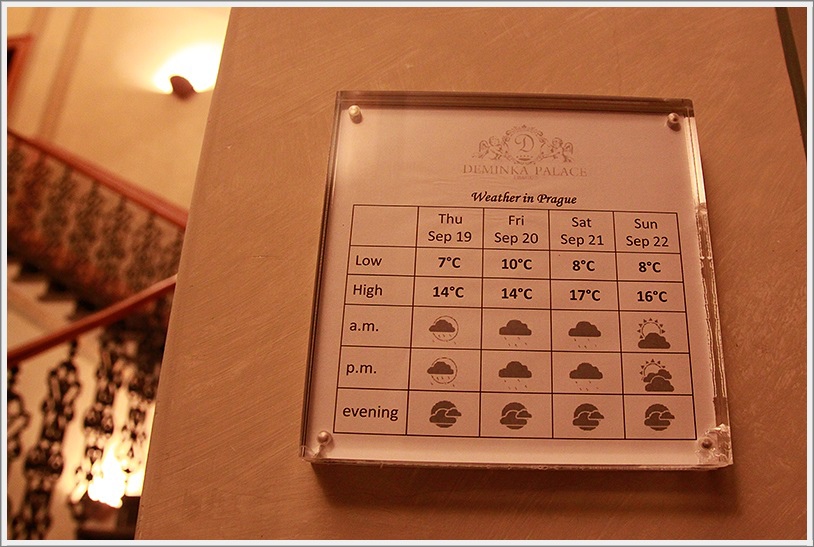 D
DEMINKA PALACE
Weather in Prague
Thu Fri Sat Sun
Sep 19 Sep 20 Sep 21 Sep 22
Low 7°C 10°C 8°C 8°C
High 14°C 14°C 17°C 16°C
a.m.
p.m.
evening